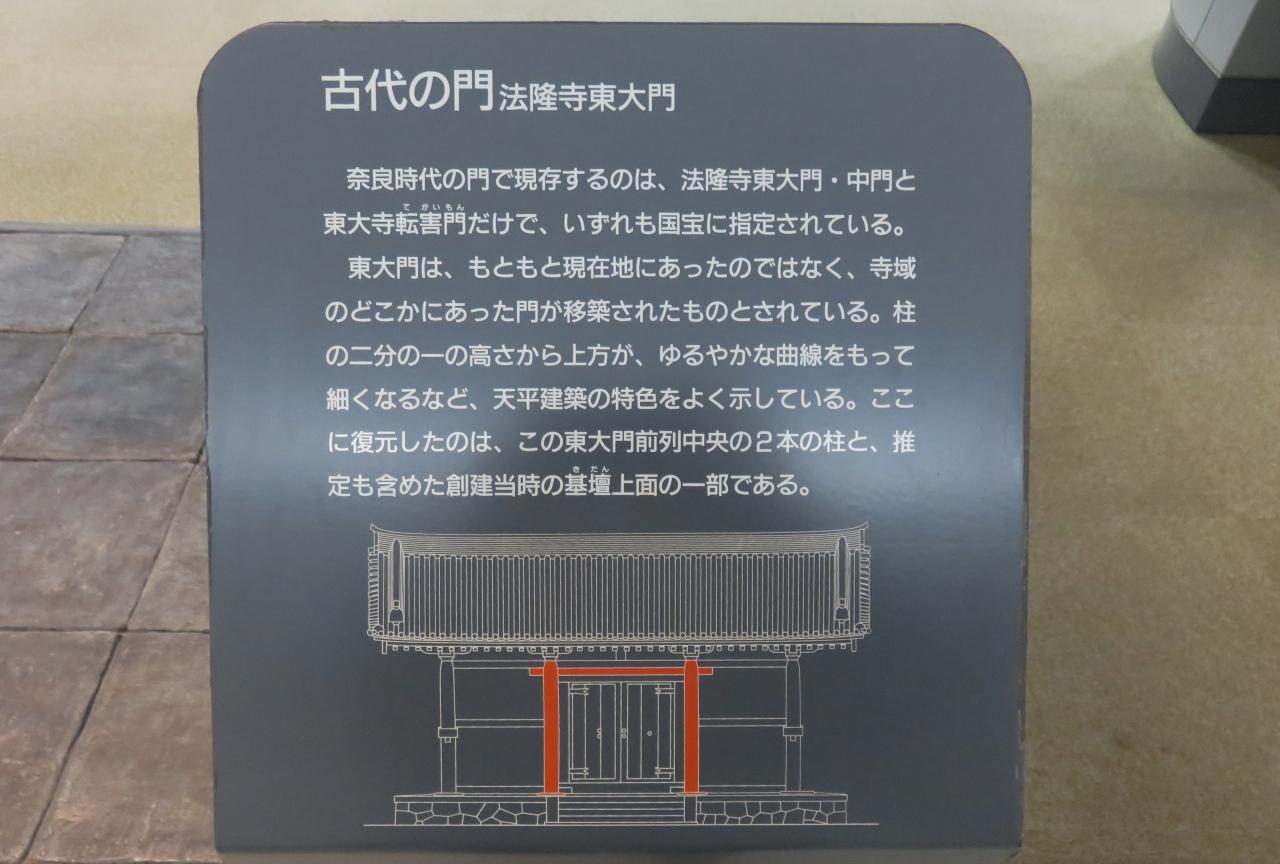 古代の門 法隆寺東大門
奈良時代の門で現存するのは、法隆寺東大門・中門と
てがいもん
東大寺転害門だけで、いずれも国宝に指定されている。
東大門は、もともと現在地にあったのではなく、寺域
のどこかにあった門が移築されたものとされている。柱
の二分の一の高さから上方が、ゆるやかな曲線をもって
細くなるなど、天平建築の特色をよく示している。ここ
に復元したのは、この東大門前列中央の2本の柱と、推
きだん
定も含めた創建当時の基壇上面の一部である。